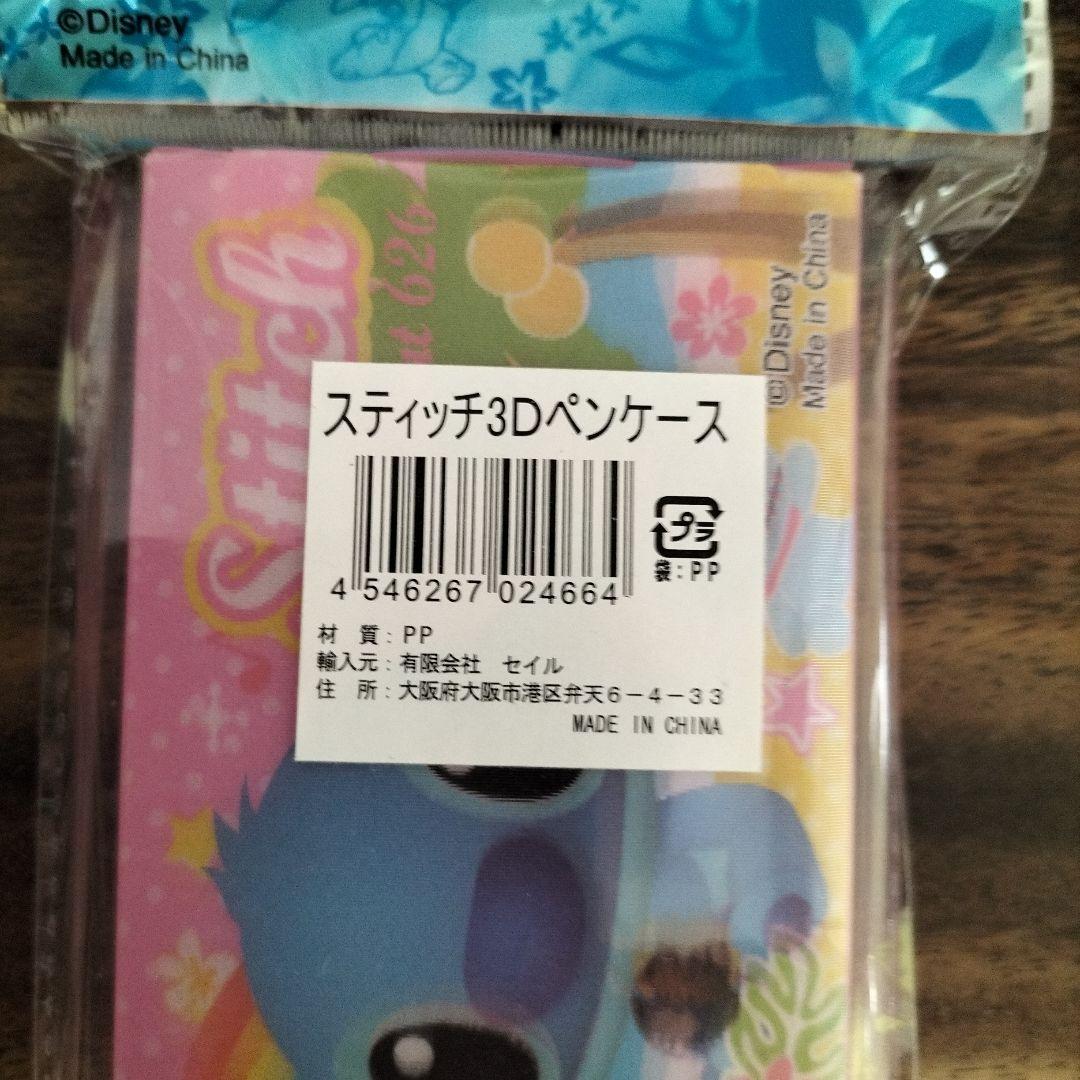 ©Disney
Made in China
Stitch
626
©Disney
Made in China
スティッチ3Dペンケース
4 546267 024664
プラ
袋:PP
材 質:PP
輸入元:有限会社 セイル
住 所:大阪府大阪市港区弁天6-4-33
MADE IN CHINA